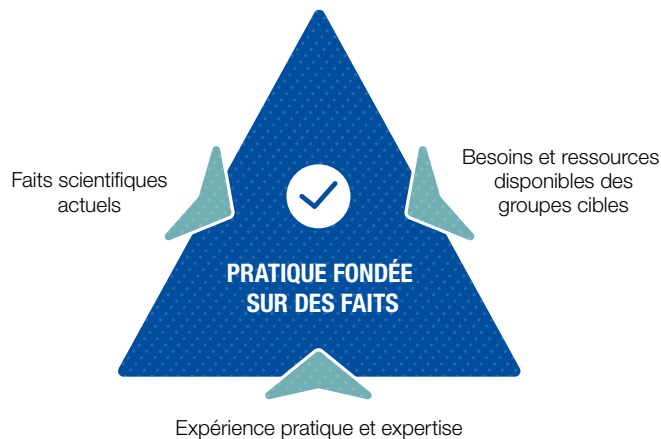 Faits scientifiques
actuels
Besoins et ressources
disponibles des
groupes cibles
PRATIQUE FONDÉE
SUR DES FAITS
Expérience pratique et expertise